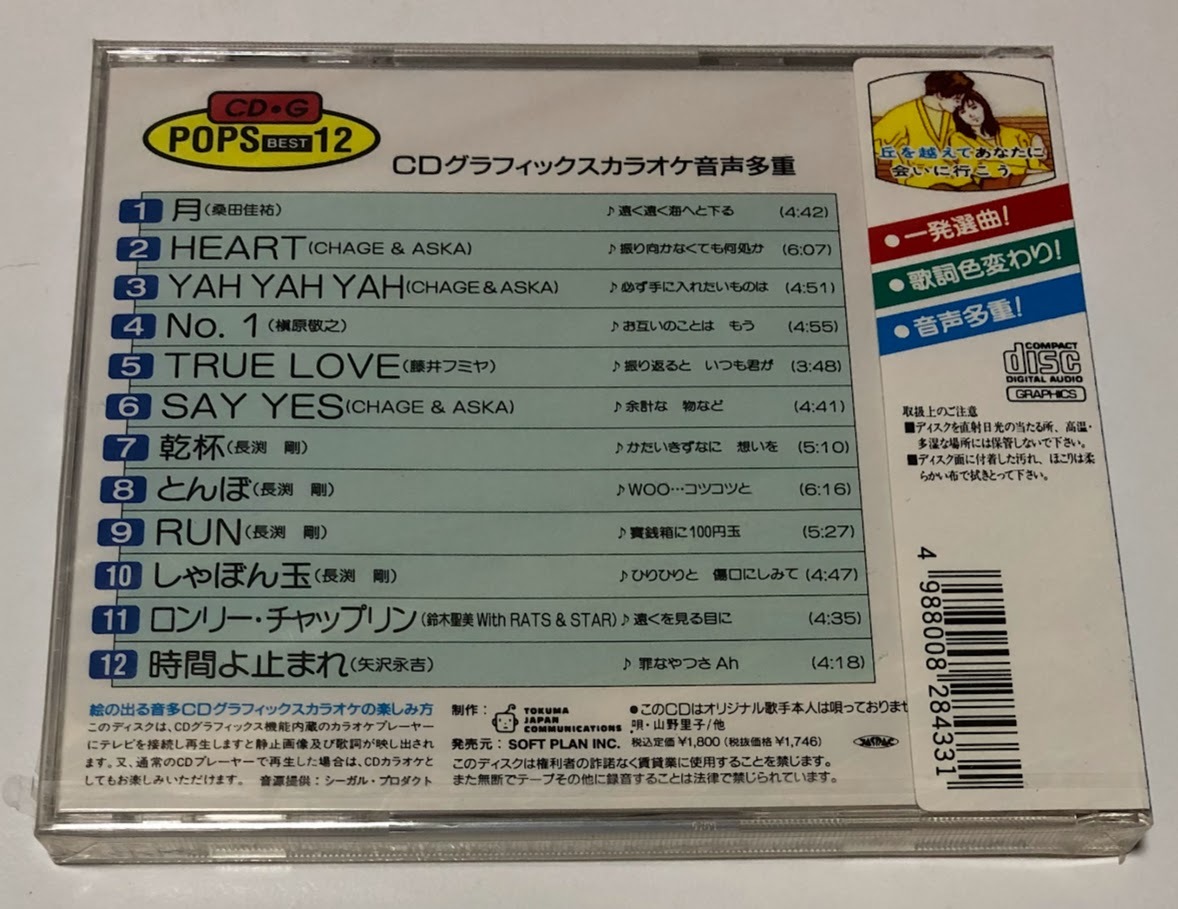 CD・G
POPS BEST 12
CDグラフィックスカラオケ音声多重
1 月(桑田佳祐) ♪遠く遠く海へと下る (4:42)
2 HEART(CHAGE & ASKA) ♪振り向かなくても何処か (6:07)
3 YAH YAH YAH(CHAGE & ASKA) ♪必ず手に入れたいものは (4:51)
4 No. 1(槇原敬之) ♪お互いのことは もう (4:55)
5 TRUE LOVE(藤井フミヤ) ♪振り返ると いつも君が (3:48)
6 SAY YES(CHAGE & ASKA) ♪余計な 物など (4:41)
7 乾杯(長渕 剛) ♪かたいきずなに 想いを (5:10)
8 とんぼ(長渕 剛) ♪WOO…コツコツと (6:16)
9 RUN(長渕 剛) ♪賽銭箱に100円玉 (5:27)
10 しゃぼん玉(長渕 剛) ♪ひりひりと 傷口にしみて (4:47)
11 ロンリー・チャップリン(鈴木聖美 With RATS & STAR) ♪遠くを見る目に (4:35)
12 時間よ止まれ(矢沢永吉) ♪罪なやつさ Ah (4:18)
絵の出る音多CDグラフィックスカラオケの楽しみ方
このディスクは、CDグラフィックス機能内蔵のカラオケプレーヤー
にテレビを接続し再生しますと静止画像及び歌詞が映し出され
ます。又、通常のCDプレーヤーで再生した場合は、CDカラオケと
してもお楽しみいただけます。 音源提供：シーガル・プロダクト
制作： TOKUMA JAPAN COMMUNICATIONS
●このCDはオリジナル歌手本人は唄っておりませ
唄・山野里子/他
発売元：SOFT PLAN INC. 税込定価¥1,800(税抜価格¥1,746) JASRAC
このディスクは権利者の許諾なく賃貸業に使用することを禁じます。
また無断でテープその他に録音することは法律で禁じられています。
丘を越えてあなたに
会いに行こう
●一発選曲!
●歌詞色変わり!
●音声多重!
COMPACT
disc
DIGITAL AUDIO
GRAPHICS
取扱上のご注意
■ディスクを直射日光の当たる所、高温・
多湿な場所には保管しないで下さい。
■ディスク面に付着した汚れ、ほこりは柔
らかい布で拭きとって下さい。
4 988008 284331